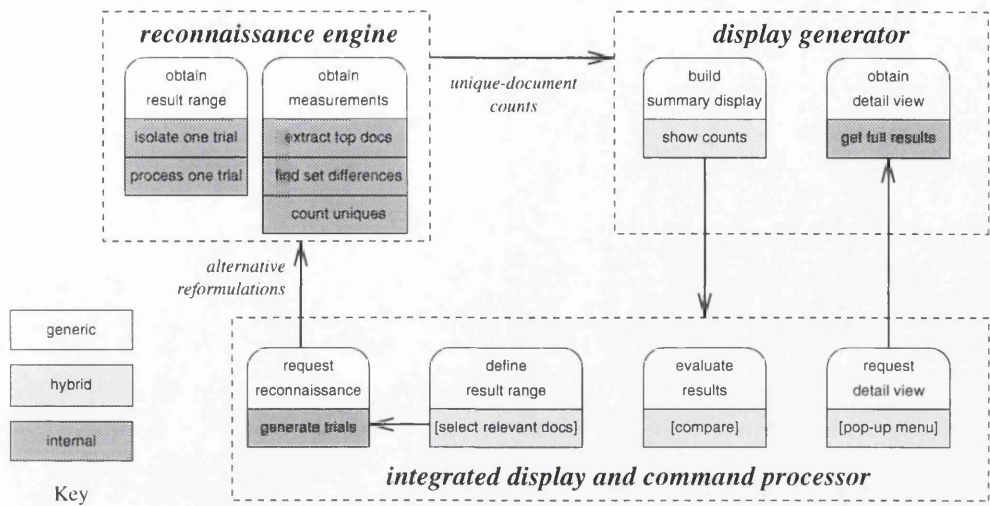 reconnaissance engine
obtain
result range
isolate one trial
process one trial
obtain
measurements
extract top docs
find set differences
count uniques
unique-document
counts
display generator
build
summary display
show counts
obtain
detail view
get full results
alternative
reformulations
generic
hybrid
internal
Key
request
reconnaissance
generate trials
define
result range
[select relevant docs]
evaluate
results
[compare]
request
detail view
[pop-up menu]
integrated display and command processor